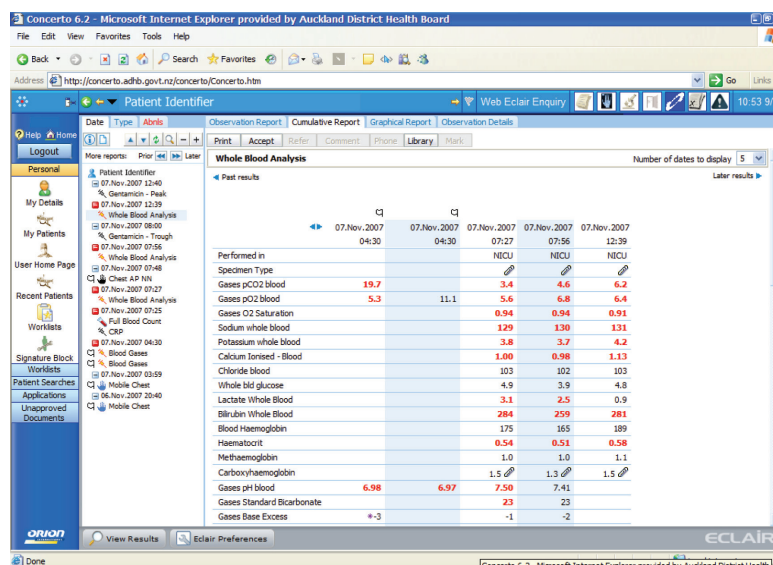 Concerto 6.2 - Microsoft Internet Explorer provided by Auckland District Health Board
File Edit View Favorites Tools Help
Back Search Favorites
Address http://concerto.adhb.govt.nz/concerto/Concerto.htm Go Links
Patient Identifier Web Eclair Enquiry 10:53 9/
Help Home
Logout
Personal
My Details
My Patients
User Home Page
Recent Patients
Worklists
Signature Block
Worklists
Patient Searches
Applications
Unapproved
Documents
ORION
Date Type Abnls
More reports: Prior Later
Patient Identifier
07.Nov.2007 12:40
Gentamicin - Peak
07.Nov.2007 12:39
Whole Blood Analysis
07.Nov.2007 08:00
Gentamicin - Trough
07.Nov.2007 07:56
Whole Blood Analysis
07.Nov.2007 07:48
Chest AP NN
07.Nov.2007 07:27
Whole Blood Analysis
07.Nov.2007 07:25
Full Blood Count
CRP
07.Nov.2007 04:30
Blood Gases
Blood Gases
07.Nov.2007 03:59
Mobile Chest
06.Nov.2007 20:40
Mobile Chest
Observation Report Cumulative Report Graphical Report Observation Details
Print Accept Refer Comment Phone Library Mark
Whole Blood Analysis Number of dates to display 5
Past results Later results
07.Nov.2007 07.Nov.2007 07.Nov.2007 07.Nov.2007 07.Nov.2007
04:30 04:30 07:27 07:56 12:39
Performed in NICU NICU NICU
Specimen Type
Gases pCO2 blood 19.7 3.4 4.6 6.2
Gases pO2 blood 5.3 11.1 5.6 6.8 6.4
Gases O2 Saturation 0.94 0.94 0.91
Sodium whole blood 129 130 131
Potassium whole blood 3.8 3.7 4.2
Calcium Ionised - Blood 1.00 0.98 1.13
Chloride blood 103 102 103
Whole bld glucose 4.9 3.9 4.8
Lactate Whole Blood 3.1 2.5 0.9
Bilrubin Whole Blood 284 259 281
Blood Haemoglobin 175 165 189
Haematocrit 0.54 0.51 0.58
Methaemoglobin 1.0 1.0 1.1
Carboxyhaemoglobin 1.5 1.3 1.5
Gases pH blood 6.98 6.97 7.50 7.41
Gases Standard Bicarbonate 23 23
Gases Base Excess *-3 -1 -2
View Results Eclair Preferences ECLAIR
Done
Concerto 6.2 - Microsoft Internet Explorer provided by Auckland District Health